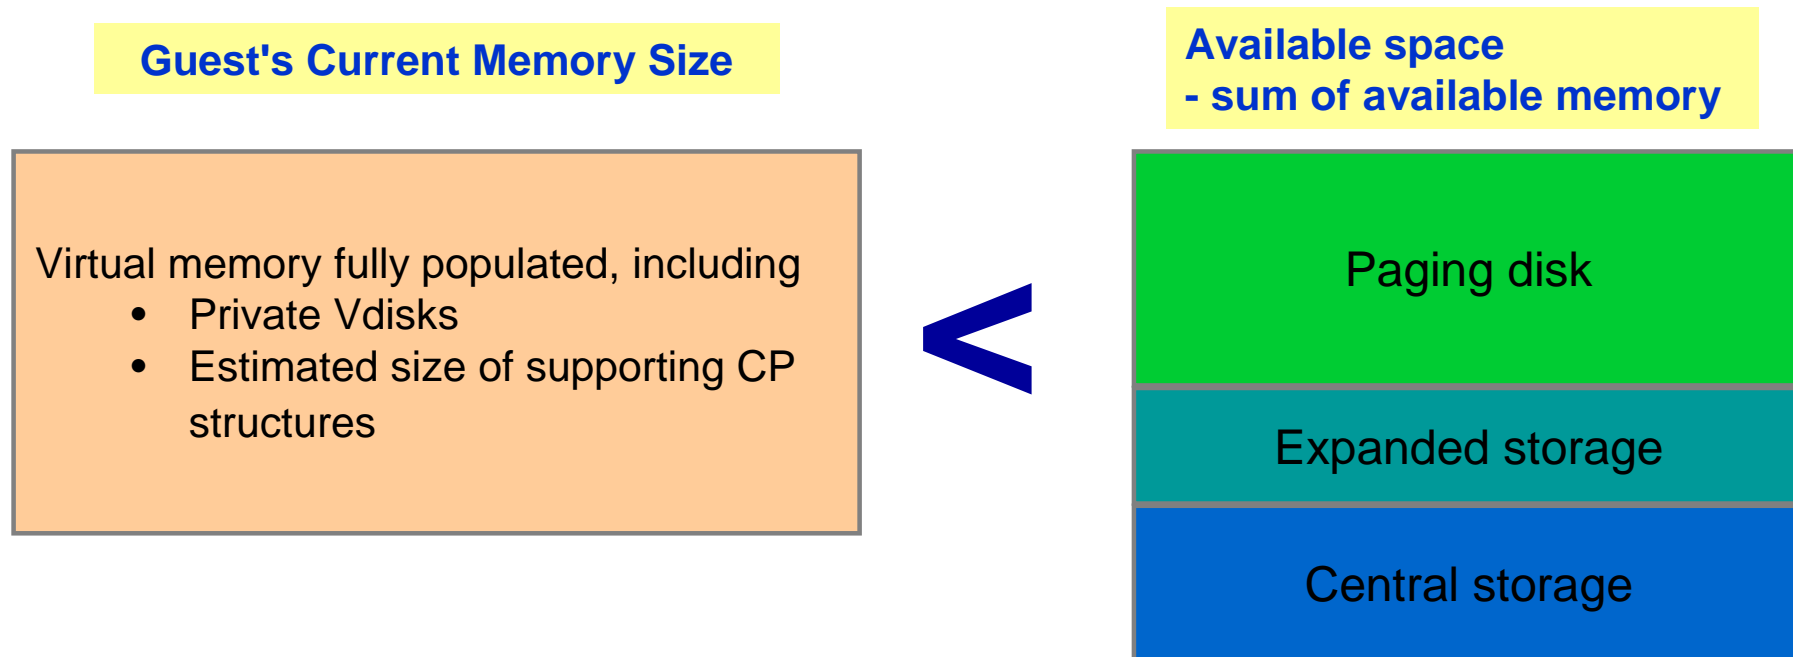 Guest's Current Memory Size
Available space
- sum of available memory
Virtual memory fully populated, including
• Private Vdisks
• Estimated size of supporting CP
structures
<
Paging disk
Expanded storage
Central storage